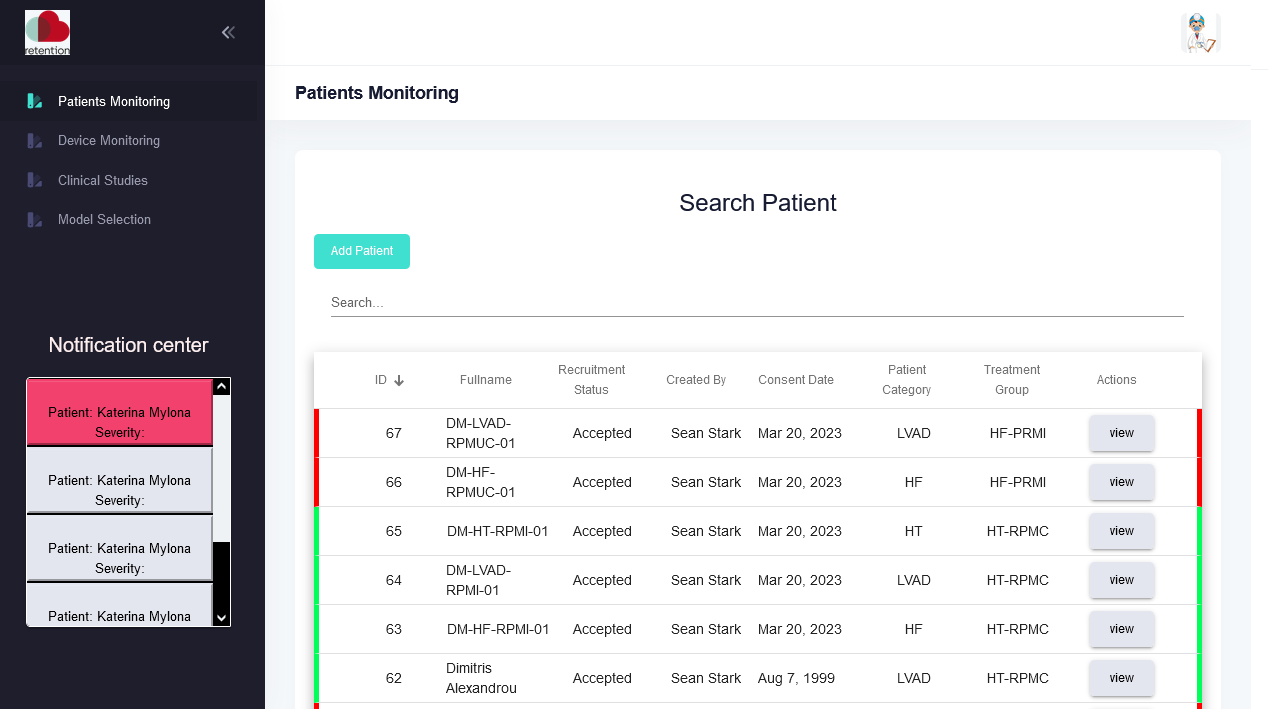 retention
Patients Monitoring
Device Monitoring
Clinical Studies
Model Selection
Notification center
Patient: Katerina Mylona
Severity:
Patient: Katerina Mylona
Severity:
Patient: Katerina Mylona
Severity:
Patient: Katerina Mylona
Patients Monitoring
Search Patient
Add Patient
Search...
ID Fullname Recruitment Status Created By Consent Date Patient Category Treatment Group Actions
67 DM-LVAD-RPMUC-01 Accepted Sean Stark Mar 20, 2023 LVAD HF-PRMI view
66 DM-HF-RPMUC-01 Accepted Sean Stark Mar 20, 2023 HF HF-PRMI view
65 DM-HT-RPMI-01 Accepted Sean Stark Mar 20, 2023 HT HT-RPMC view
64 DM-LVAD-RPMI-01 Accepted Sean Stark Mar 20, 2023 LVAD HT-RPMC view
63 DM-HF-RPMI-01 Accepted Sean Stark Mar 20, 2023 HF HT-RPMC view
62 Dimitris Alexandrou Accepted Sean Stark Aug 7, 1999 LVAD HT-RPMC view